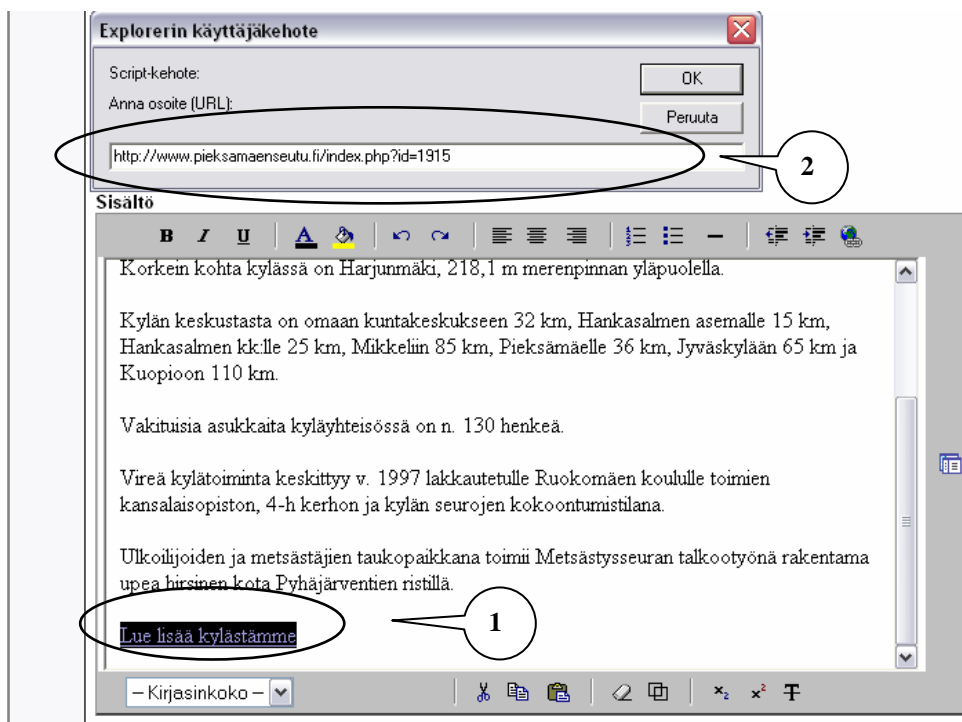 Explorerin käyttäjäkehote
Script-kehote:
OK
Anna osoite (URL):
Peruuta
http://www.pieksamaenseutu.fi/index.php?id=1915
2
Sisältö
B I U A
Korkein kohta kylässä on Harjunmäki, 218,1 m merenpinnan yläpuolella.
Kylän keskustasta on omaan kuntakeskukseen 32 km, Hankasalmen asemalle 15 km,
Hankasalmen kk:lle 25 km, Mikkeliin 85 km, Pieksämäelle 36 km, Jyväskylään 65 km ja
Kuopioon 110 km.
Vakituisia asukkaita kyläyhteisössä on n. 130 henkeä.
Vireä kylätoiminta keskittyy v. 1997 lakkautetulle Ruokomäen koululle toimien
kansalaisopiston, 4-h kerhon ja kylän seurojen kokoontumistilana.
Ulkoilijoiden ja metsästäjien taukopaikkana toimii Metsästysseuran talkootyönä rakentama
upea hirsinen kota Pyhäjärventien ristillä.
1
Lue lisää kylästämme
– Kirjasinkoko –
x₂ x² T